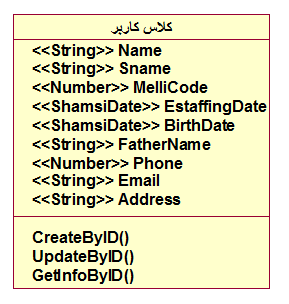 کلاس کاربر
<<String>> Name
<<String>> Sname
<<Number>> MelliCode
<<ShamsiDate>> EstaffingDate
<<ShamsiDate>> BirthDate
<<String>> FatherName
<<Number>> Phone
<<String>> Email
<<String>> Address
CreateByID()
UpdateByID()
GetInfoByID()